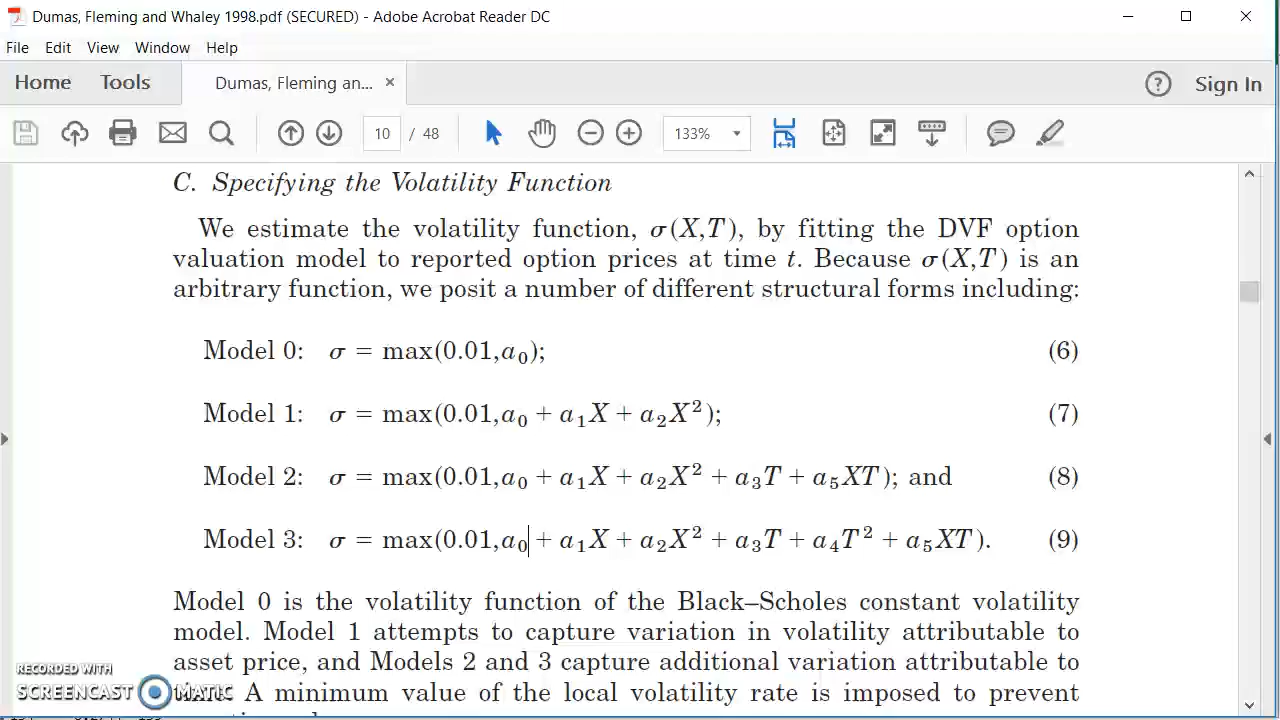 Dumas, Fleming and Whaley 1998.pdf (SECURED) - Adobe Acrobat Reader DC
File Edit View Window Help
Home Tools Dumas, Fleming an... × Sign In
10 / 48 133%
C. Specifying the Volatility Function
We estimate the volatility function, σ(X,T), by fitting the DVF option
valuation model to reported option prices at time t. Because σ(X,T) is an
arbitrary function, we posit a number of different structural forms including:
Model 0: σ = max(0.01,a₀); (6)
Model 1: σ = max(0.01,a₀ + a₁X + a₂X²); (7)
Model 2: σ = max(0.01,a₀ + a₁X + a₂X² + a₃T + a₅XT); and (8)
Model 3: σ = max(0.01,a₀ + a₁X + a₂X² + a₃T + a₄T² + a₅XT). (9)
Model 0 is the volatility function of the Black–Scholes constant volatility
model. Model 1 attempts to capture variation in volatility attributable to
asset price, and Models 2 and 3 capture additional variation attributable to
A minimum value of the local volatility rate is imposed to prevent
RECORDED WITH
SCREENCAST MATIC